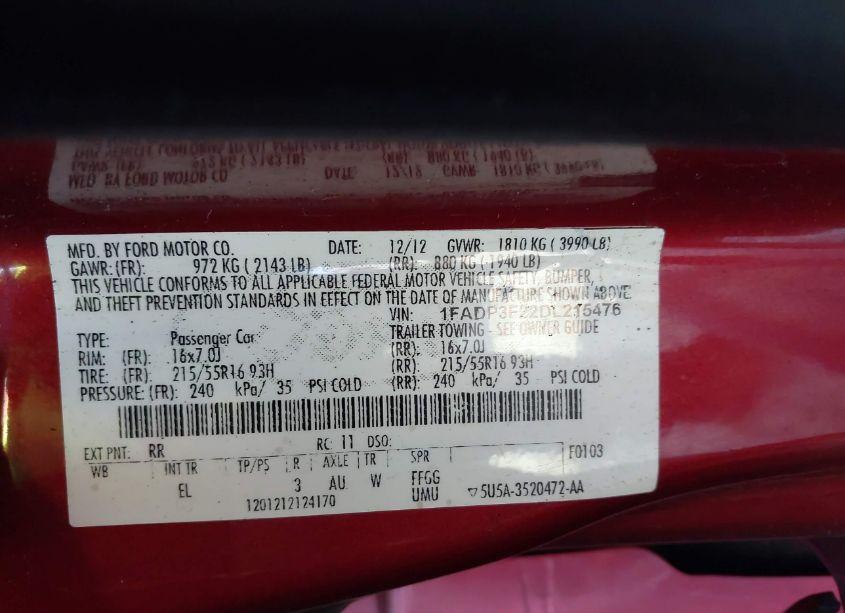 MFD. BY FORD MOTOR CO. DATE: 12/12 GVWR: 1810 KG ( 3990 LB)
GAWR: (FR): 972 KG ( 2143 LB) (RR): 880 KG ( 1940 LB)
THIS VEHICLE CONFORMS TO ALL APPLICABLE FEDERAL MOTOR VEHICLE SAFETY, BUMPER,
AND THEFT PREVENTION STANDARDS IN EFFECT ON THE DATE OF MANUFACTURE SHOWN ABOVE.
VIN: 1FADP3F22DL215476
TYPE: Passenger Car TRAILER TOWING - SEE OWNER GUIDE
RIM: (FR): 16x7.0J (RR): 16x7.0J
TIRE: (FR): 215/55R16 93H (RR): 215/55R16 93H
PRESSURE: (FR): 240 kPa/ 35 PSI COLD (RR): 240 kPa/ 35 PSI COLD
EXT PNT: RR RC: 11 DSO: F0103
WB INT TR TP/PS R AXLE TR SPR
EL 3 AU W FFGG
UMU
1201212124170 ▽5U5A-3520472-AA